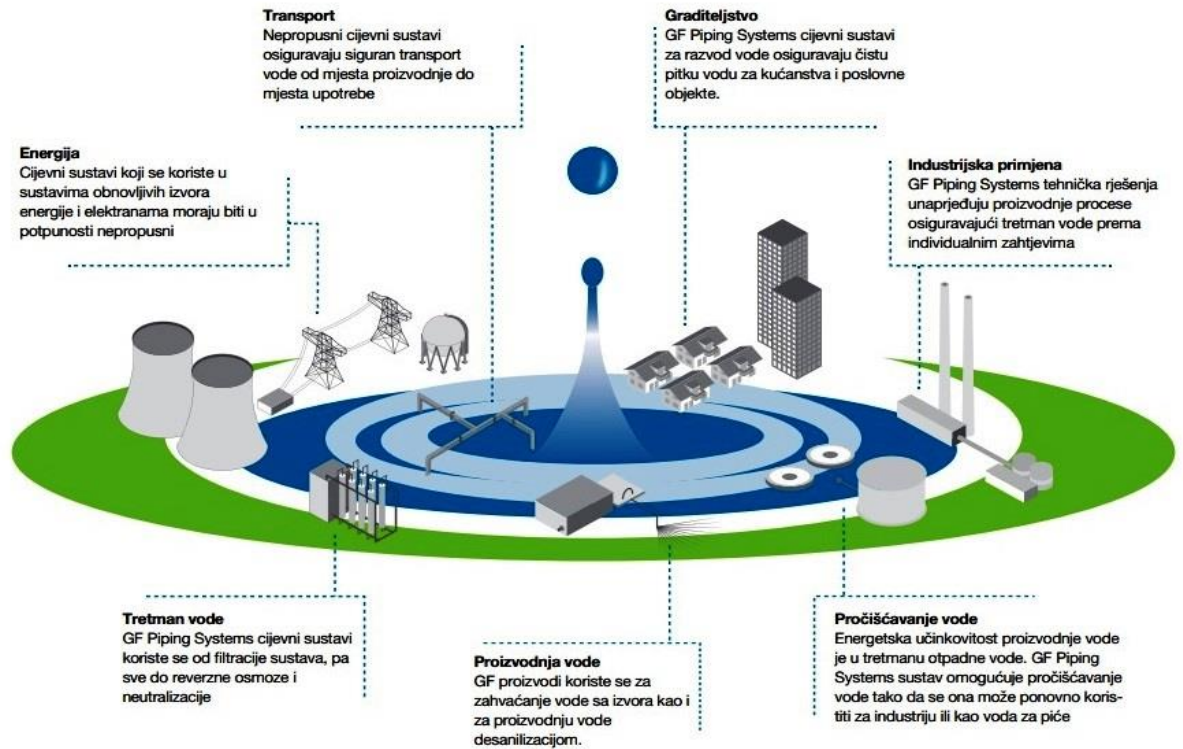 Transport
Nepropusni cijevni sustavi
osiguravaju siguran transport
vode od mjesta proizvodnje do
mjesta upotrebe
Graditeljstvo
GF Piping Systems cijevni sustavi
za razvod vode osiguravaju čistu
pitku vodu za kućanstva i poslovne
objekte.
Energija
Cijevni sustavi koji se koriste u
sustavima obnovljivih izvora
energije i elektranama moraju biti u
potpunosti nepropusni
Industrijska primjena
GF Piping Systems tehnička rješenja
unaprjeđuju proizvodnje procese
osiguravajući tretman vode prema
individualnim zahtjevima
Tretman vode
GF Piping Systems cijevni sustavi
koriste se od filtracije sustava, pa
sve do reverzne osmoze i
neutralizacije
Proizvodnja vode
GF proizvodi koriste se za
zahvaćanje vode sa izvora kao i
za proizvodnju vode
desanilizacijom.
Pročišćavanje vode
Energetska učinkovitost proizvodnje vode
je u tretmanu otpadne vode. GF Piping
Systems sustav omogućuje pročišćavanje
vode tako da se ona može ponovno koris-
titi za industriju ili kao voda za piće